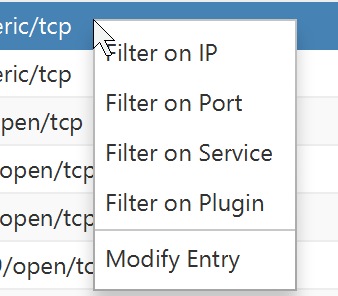 eric/tcp
Filter on IP
eric/tcp
Filter on Port
open/tcp
Filter on Service
/open/tcp
Filter on Plugin
/open/tcp
Modify Entry
/open/tc